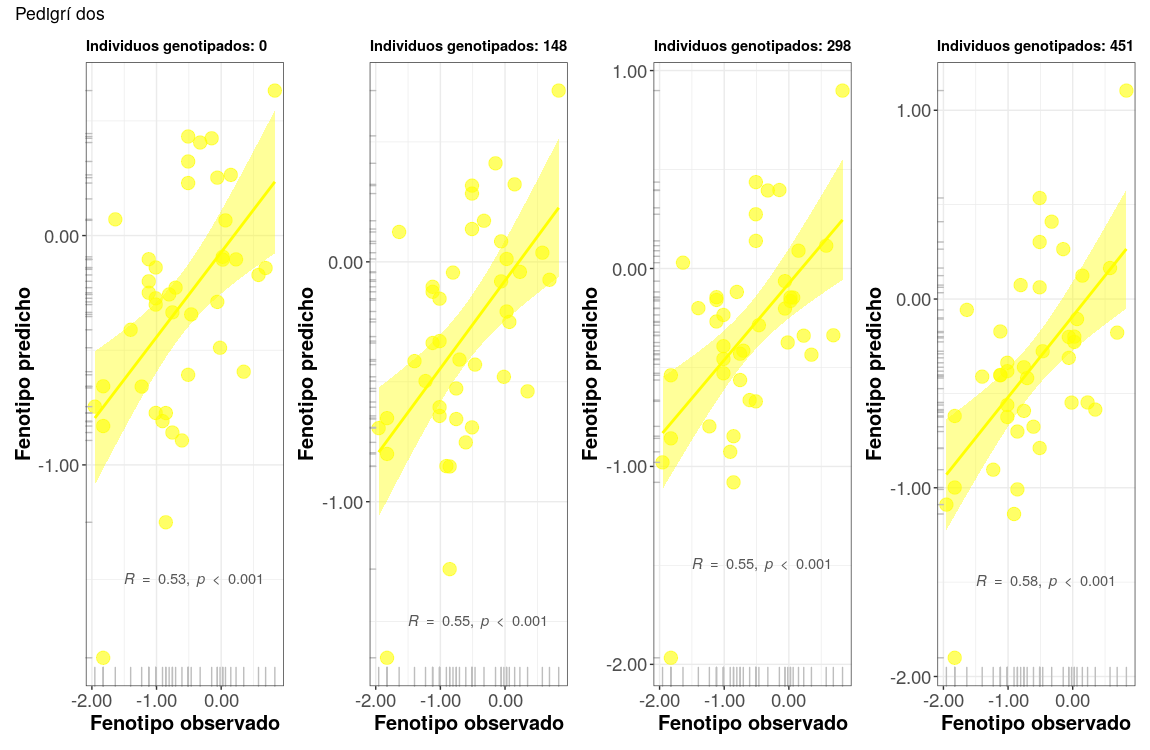 Pedigrí dos
Individuos genotipados: 0
Individuos genotipados: 148
Individuos genotipados: 298
Individuos genotipados: 451
Fenotipo predicho
0.00
-1.00
R = 0.53, p < 0.001
-2.00 -1.00 0.00
Fenotipo observado
Fenotipo predicho
0.00
-1.00
R = 0.55, p < 0.001
-2.00 -1.00 0.00
Fenotipo observado
Fenotipo predicho
1.00
0.00
-1.00
-2.00
R = 0.55, p < 0.001
-2.00 -1.00 0.00
Fenotipo observado
Fenotipo predicho
1.00
0.00
-1.00
-2.00
R = 0.58, p < 0.001
-2.00 -1.00 0.00
Fenotipo observado